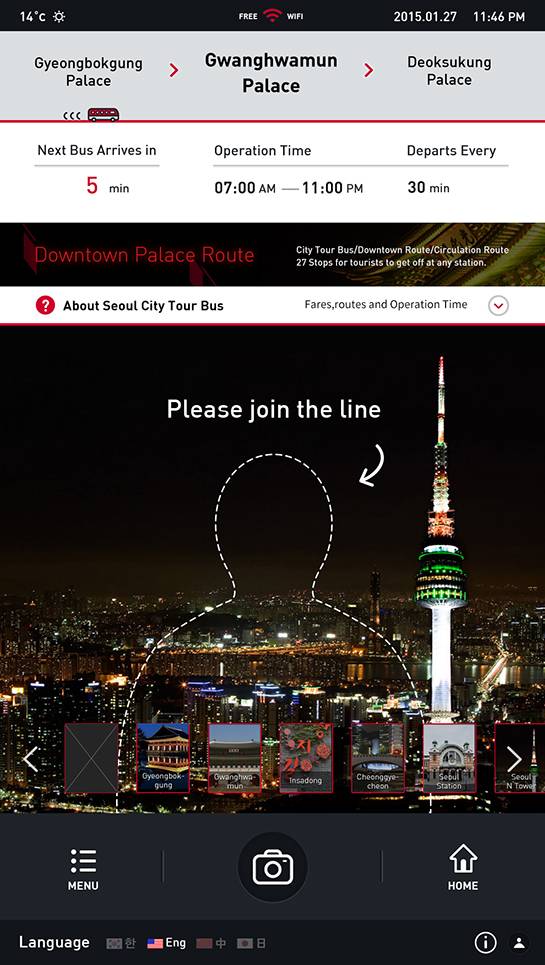 14°c FREE WIFI 2015.01.27 11:46 PM
Gyeongbokgung
Palace
Gwanghwamun
Palace
Deoksukung
Palace
Next Bus Arrives in
5 min
Operation Time
07:00 AM — 11:00 PM
Departs Every
30 min
Downtown Palace Route
City Tour Bus/Downtown Route/Circulation Route
27 Stops for tourists to get off at any station.
? About Seoul City Tour Bus
Fares,routes and Operation Time
Please join the line
Gyeongbok-
gung
Gwanghwa-
mun
지
Insadong
Cheonggye-
cheon
Seoul
Station
Seoul
N Tower
MENU
HOME
Language 한 Eng 中 日